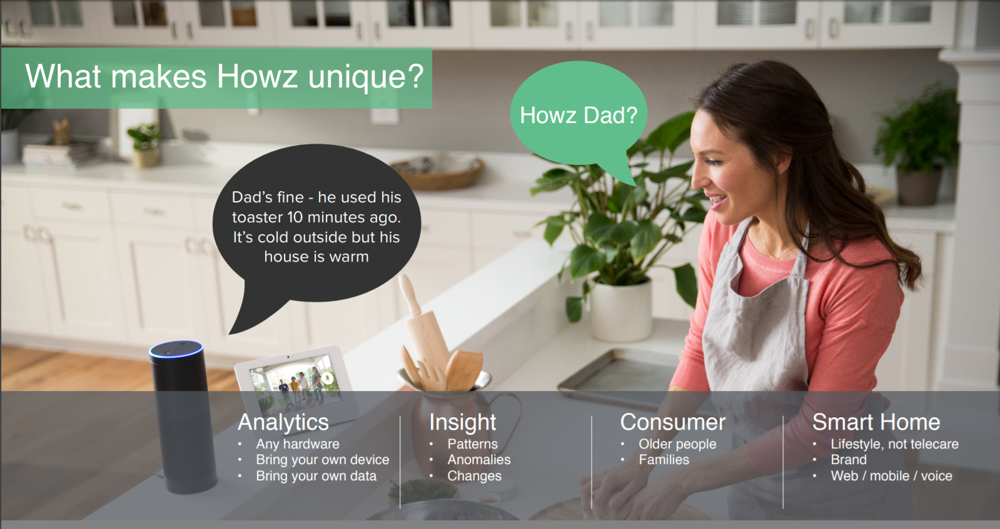 What makes Howz unique?
Howz Dad?
Dad’s fine - he used his
toaster 10 minutes ago.
It’s cold outside but his
house is warm
Analytics
• Any hardware
• Bring your own device
• Bring your own data
Insight
• Patterns
• Anomalies
• Changes
Consumer
• Older people
• Families
Smart Home
• Lifestyle, not telecare
• Brand
• Web / mobile / voice